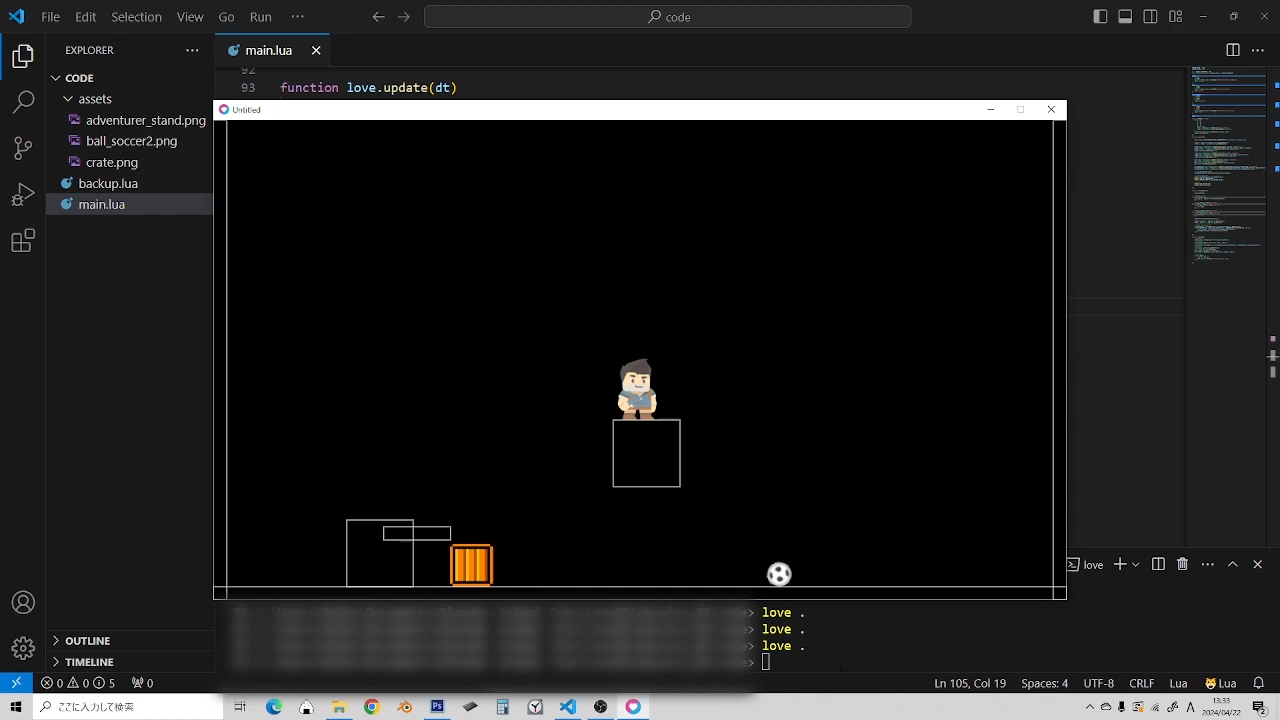 File Edit Selection View Go Run ··· code
EXPLORER ···
main.lua
CODE
92
93 function love.update(dt)
Untitled
adventurer_stand.png
ball_soccer2.png
crate.png
backup.lua
main.lua
love
love .
love .
love .
OUTLINE
TIMELINE
0 0 5 0
Ln 105, Col 19 Spaces: 4 UTF-8 CRLF Lua Lua
ここに入力して検索
A 13:33
2024/04/22